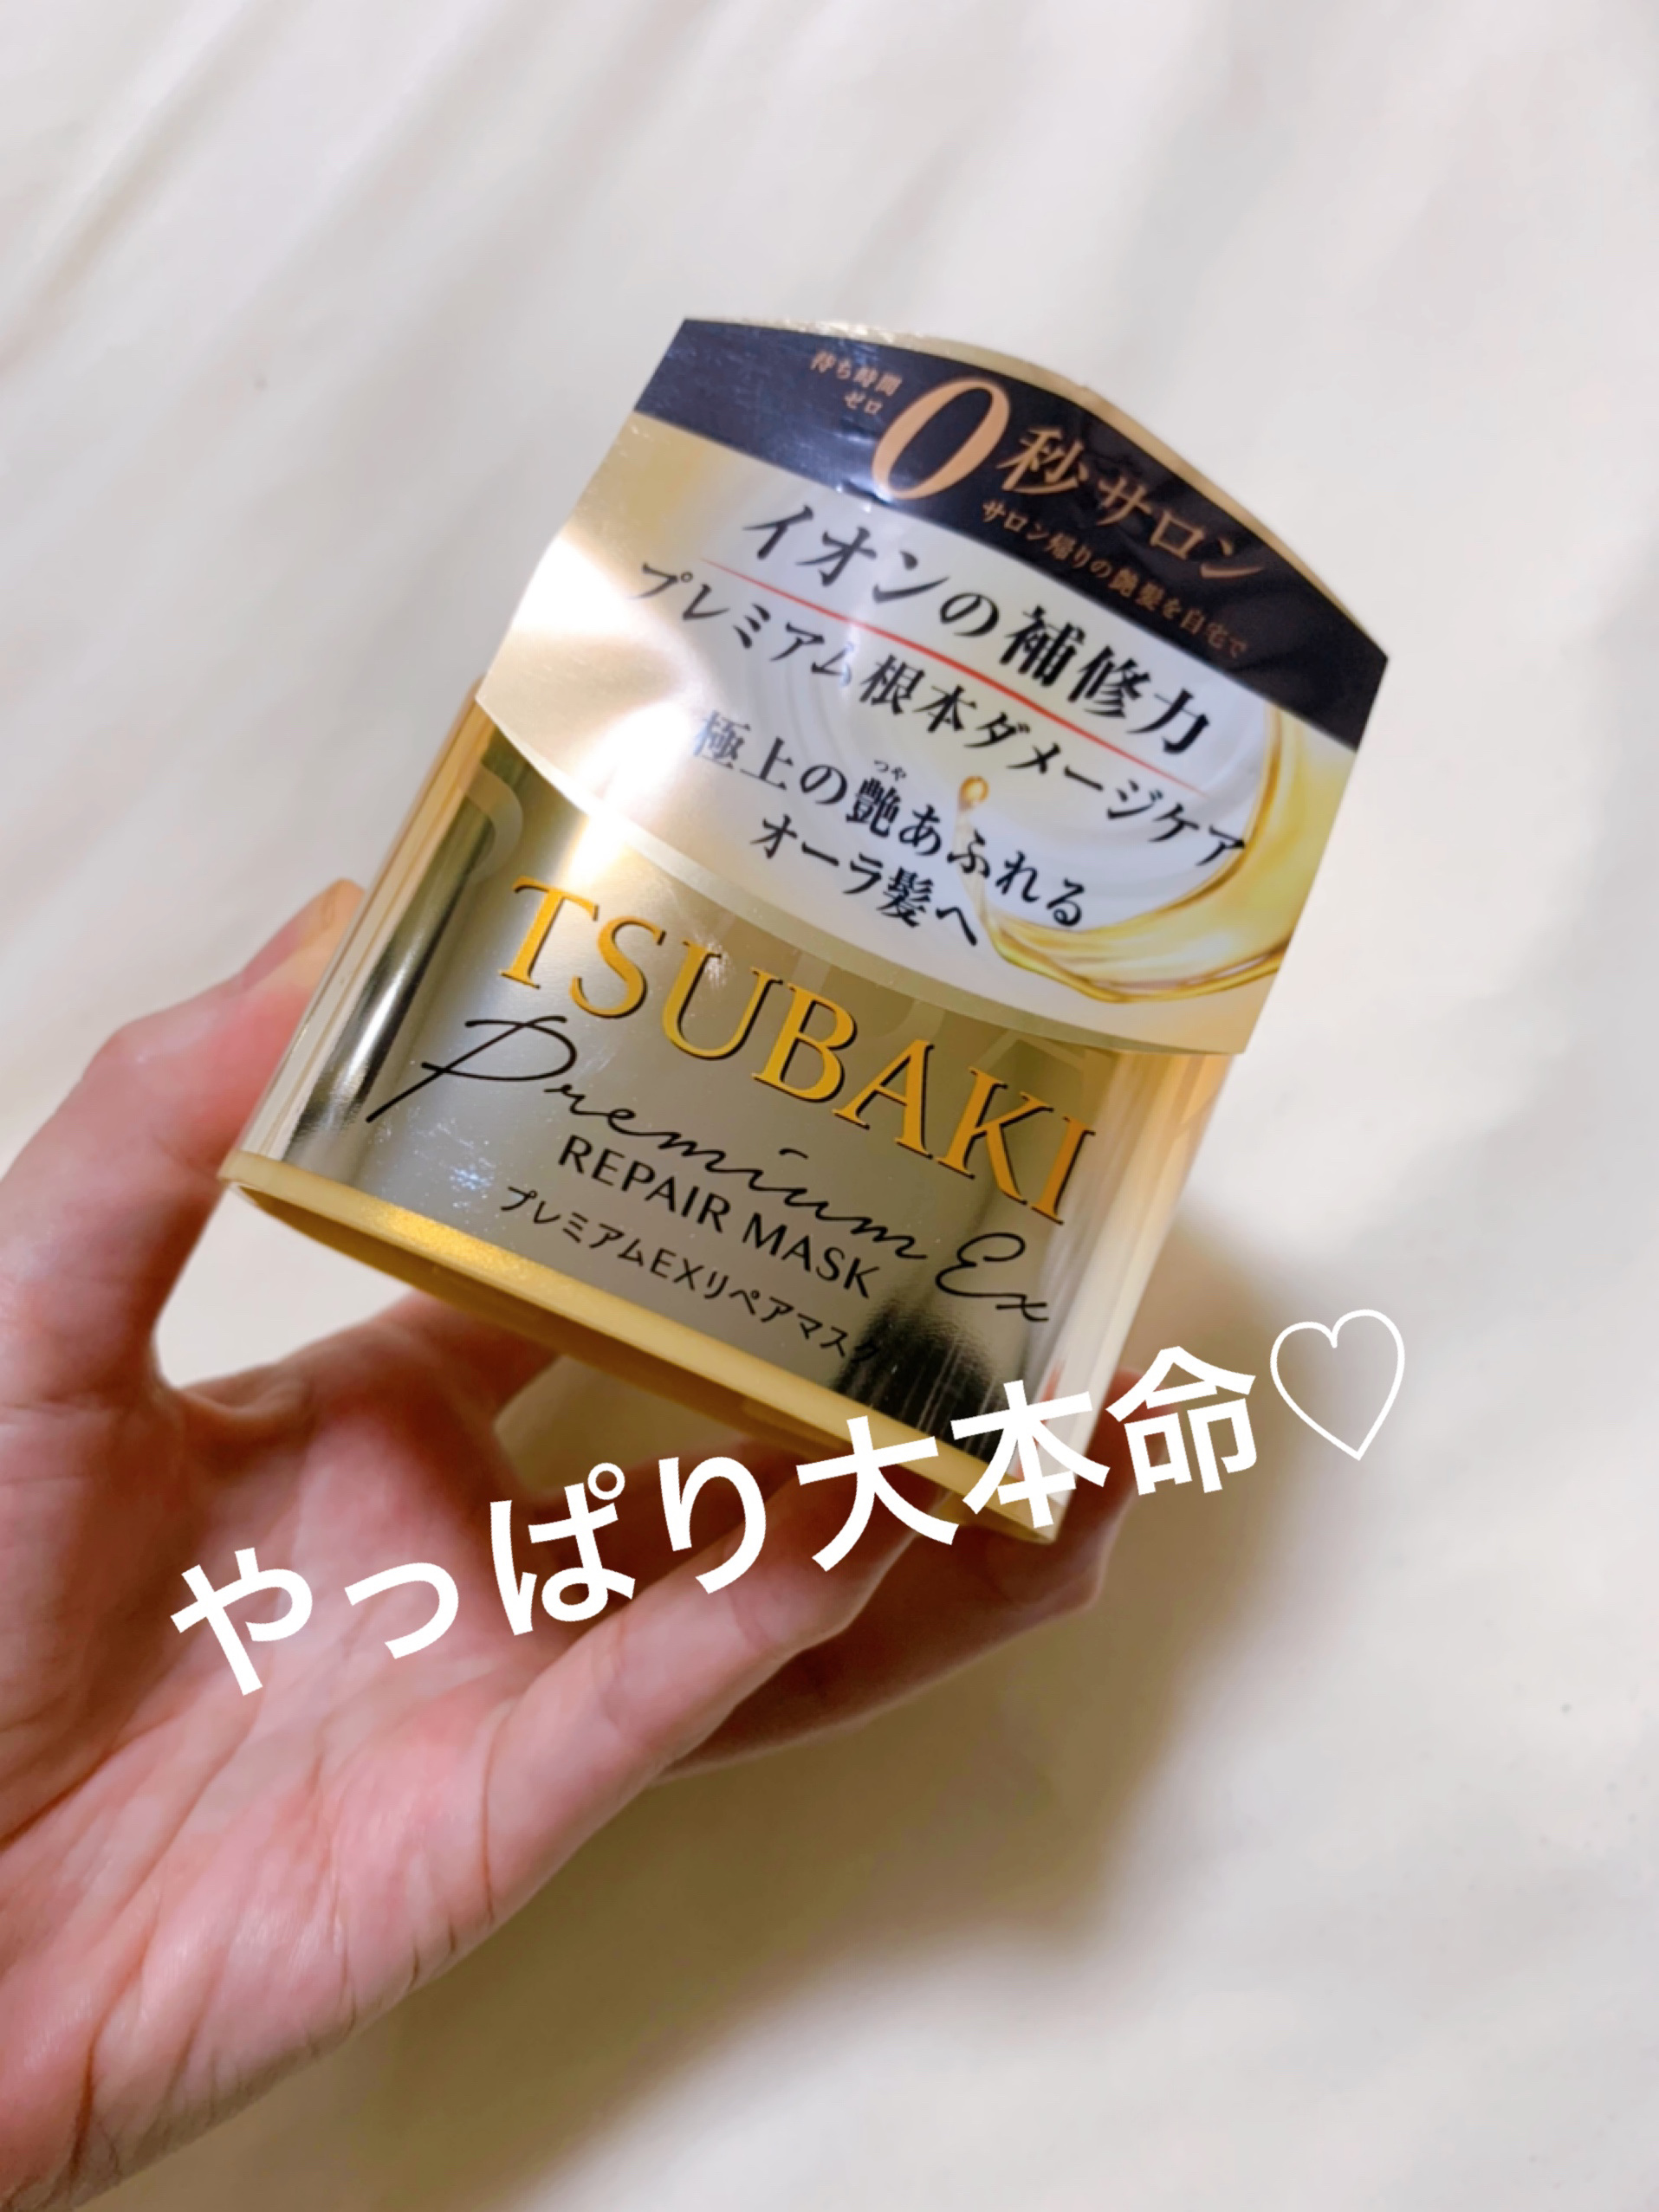 待ち時間
ゼロ
0秒サロン
サロン帰りの艶髪を自宅で
イオンの補修力
プレミアム根本ダメージケア
つや
極上の艶あふれる
オーラ髪へ
TSUBAKI
Premium Ex
REPAIR MASK
プレミアムEXリペアマスク
やっぱり大本命♡